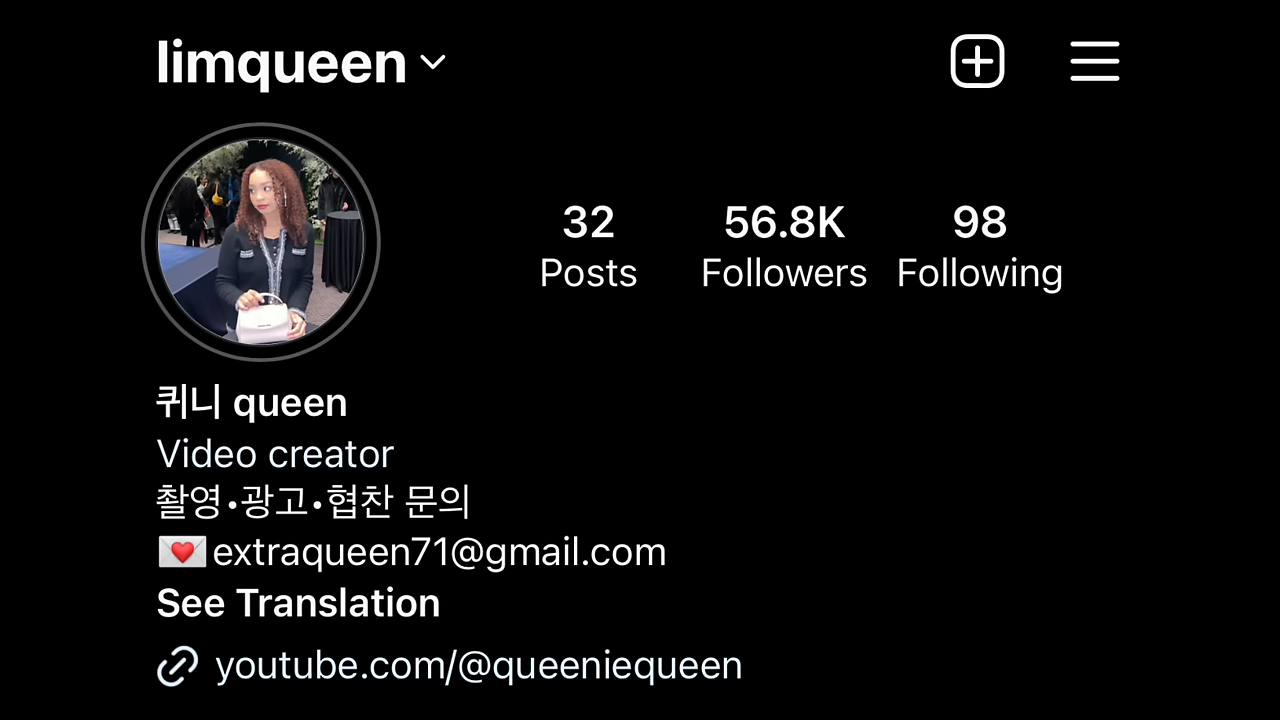 limqueen
32 56.8K 98
Posts Followers Following
퀴니 queen
Video creator
촬영•광고•협찬 문의
💌extraqueen71@gmail.com
See Translation
youtube.com/@queeniequeen